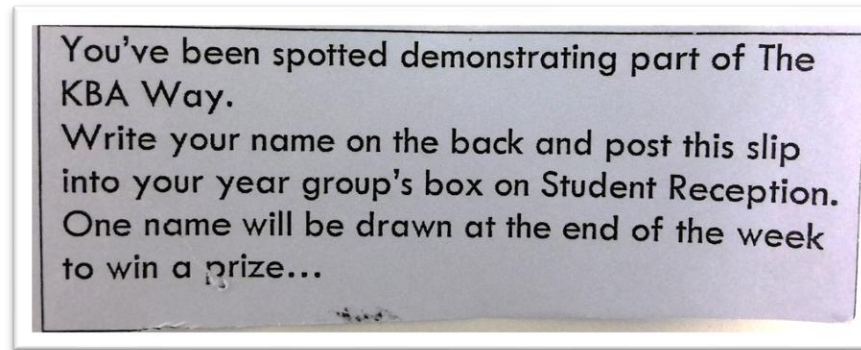 You've been spotted demonstrating part of The
KBA Way.
Write your name on the back and post this slip
into your year group's box on Student Reception.
One name will be drawn at the end of the week
to win a prize...